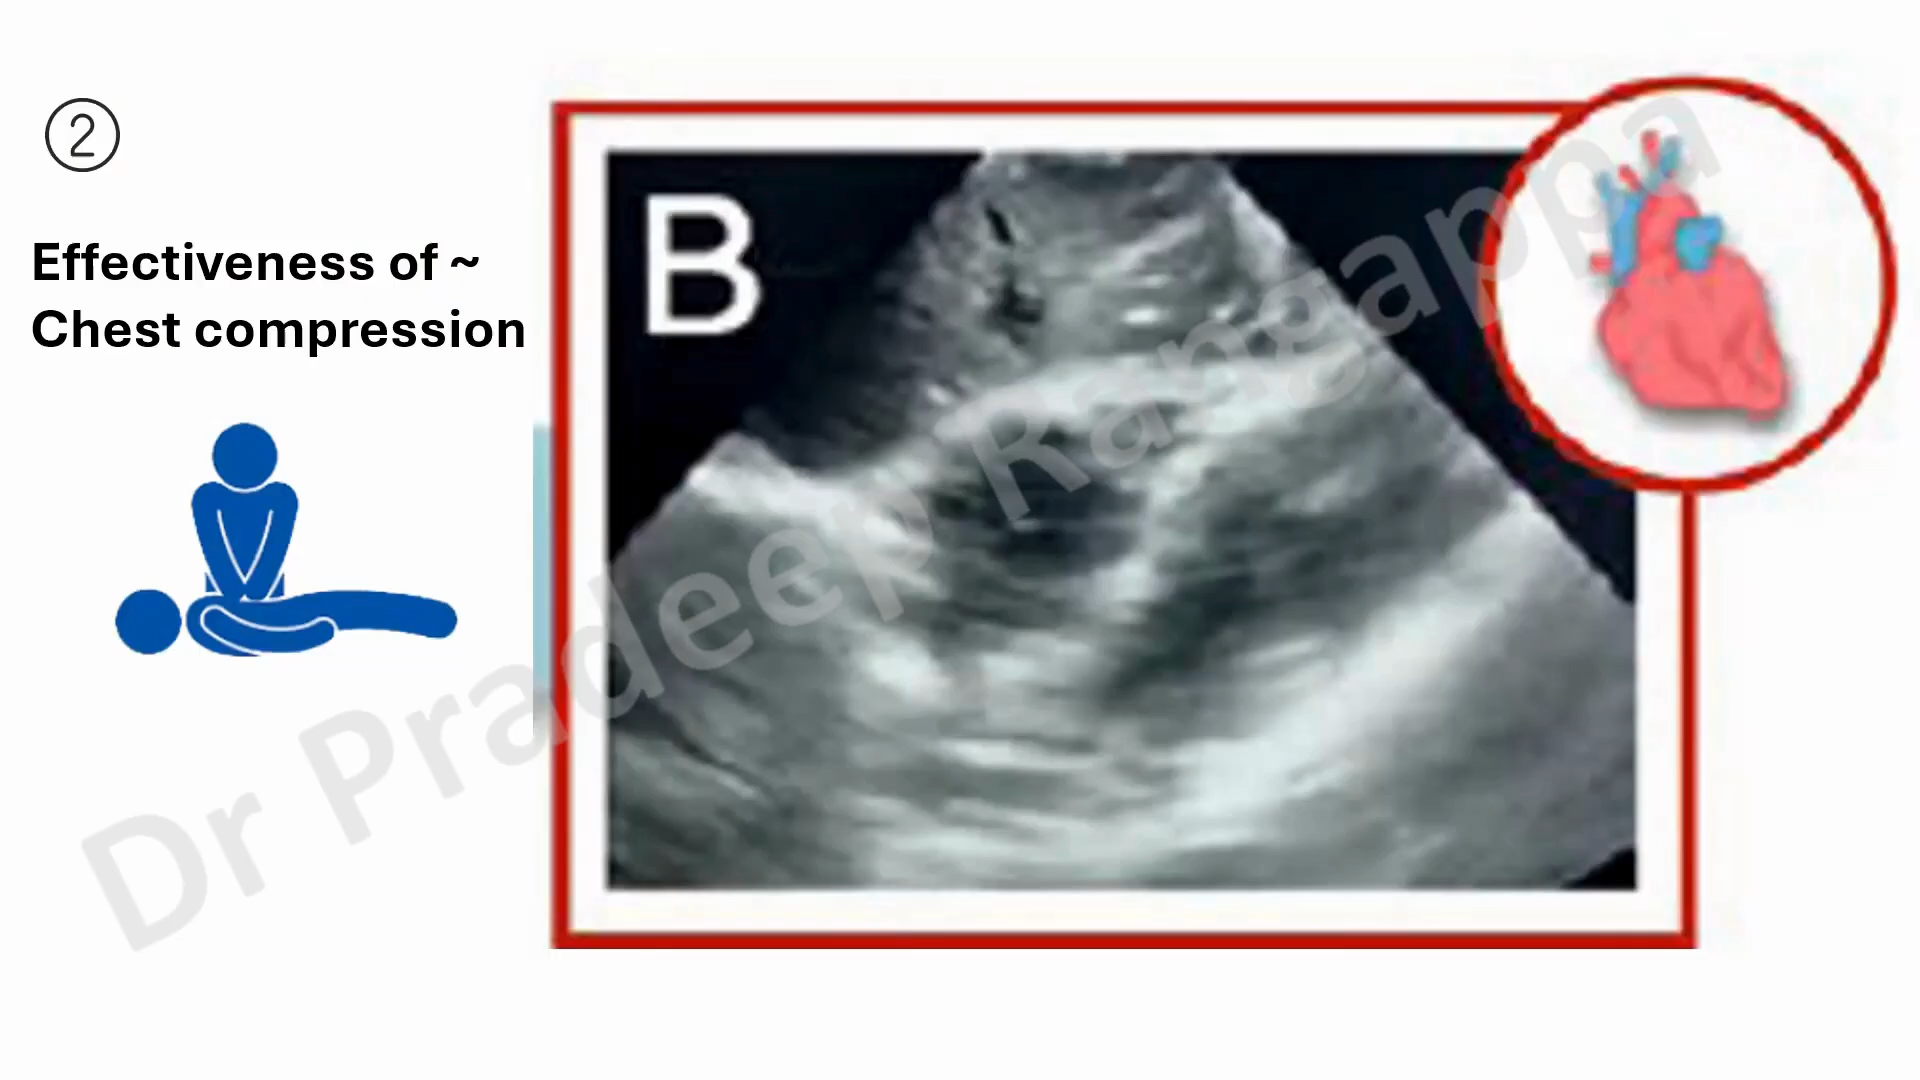 ②
Effectiveness of ~
Chest compression
B
Dr Pradeep Rangappa